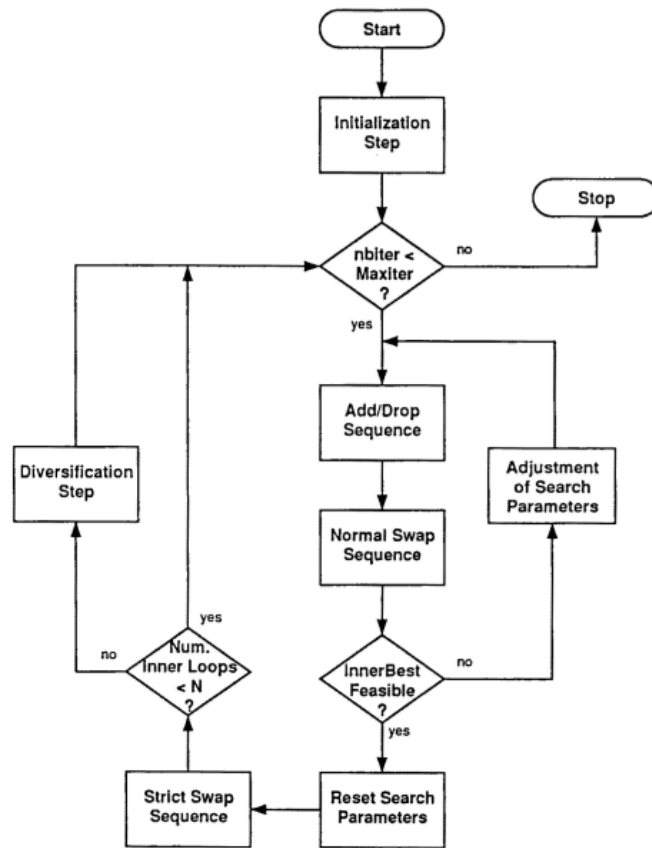 Start
Initialization
Step
Stop
nbiter <
Maxiter
?
no
yes
Add/Drop
Sequence
Diversification
Step
Adjustment
of Search
Parameters
Normal Swap
Sequence
yes
no
Num.
Inner Loops
< N
?
InnerBest
Feasible
?
no
yes
Strict Swap
Sequence
Reset Search
Parameters